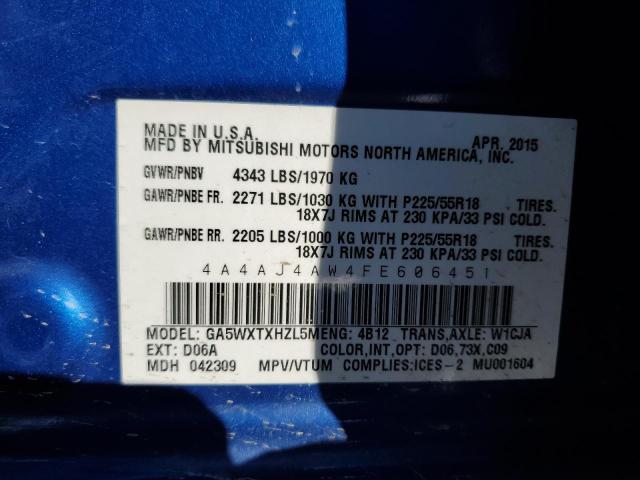 MADE IN U.S.A. APR. 2015
MFD BY MITSUBISHI MOTORS NORTH AMERICA, INC.
GVWR/PNBV 4343 LBS/1970 KG
GAWR/PNBE FR. 2271 LBS/1030 KG WITH P225/55R18 TIRES.
18X7J RIMS AT 230 KPA/33 PSI COLD.
GAWR/PNBE RR. 2205 LBS/1000 KG WITH P225/55R18 TIRES.
18X7J RIMS AT 230 KPA/33 PSI COLD.
4A4AJ4AW4FE606451
MODEL: GA5WXTXHZL5MENG: 4B12 TRANS,AXLE: W1CJA
EXT: D06A COLOR,INT,OPT: D06,73X,C09
MDH 042309 MPV/VTUM COMPLIES:ICES-2 MU001604